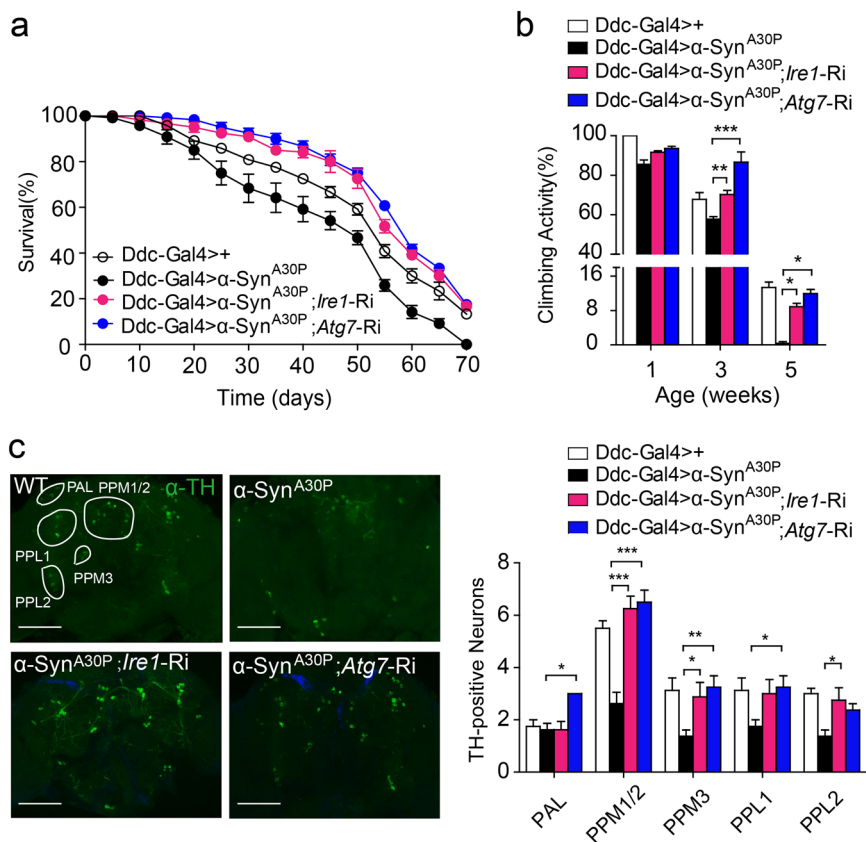 a
Survival(%)
100
80
60
40
20
0
0 10 20 30 40 50 60 70
Time (days)
Ddc-Gal4>+
Ddc-Gal4>α-Syn^A30P
Ddc-Gal4>α-Syn^A30P;Ire1-Ri
Ddc-Gal4>α-Syn^A30P;Atg7-Ri
b
Ddc-Gal4>+
Ddc-Gal4>α-Syn^A30P
Ddc-Gal4>α-Syn^A30P;Ire1-Ri
Ddc-Gal4>α-Syn^A30P;Atg7-Ri
Climbing Activity(%)
100
80
60
40
16
8
0
***
**
*
*
1 3 5
Age (weeks)
c
WT PAL PPM1/2 α-TH
PPL1
PPM3
PPL2
α-Syn^A30P
α-Syn^A30P;Ire1-Ri
α-Syn^A30P;Atg7-Ri
Ddc-Gal4>+
Ddc-Gal4>α-Syn^A30P
Ddc-Gal4>α-Syn^A30P;Ire1-Ri
Ddc-Gal4>α-Syn^A30P;Atg7-Ri
TH-positive Neurons
8
6
4
2
0
***
***
**
*
*
*
*
PAL PPM1/2 PPM3 PPL1 PPL2